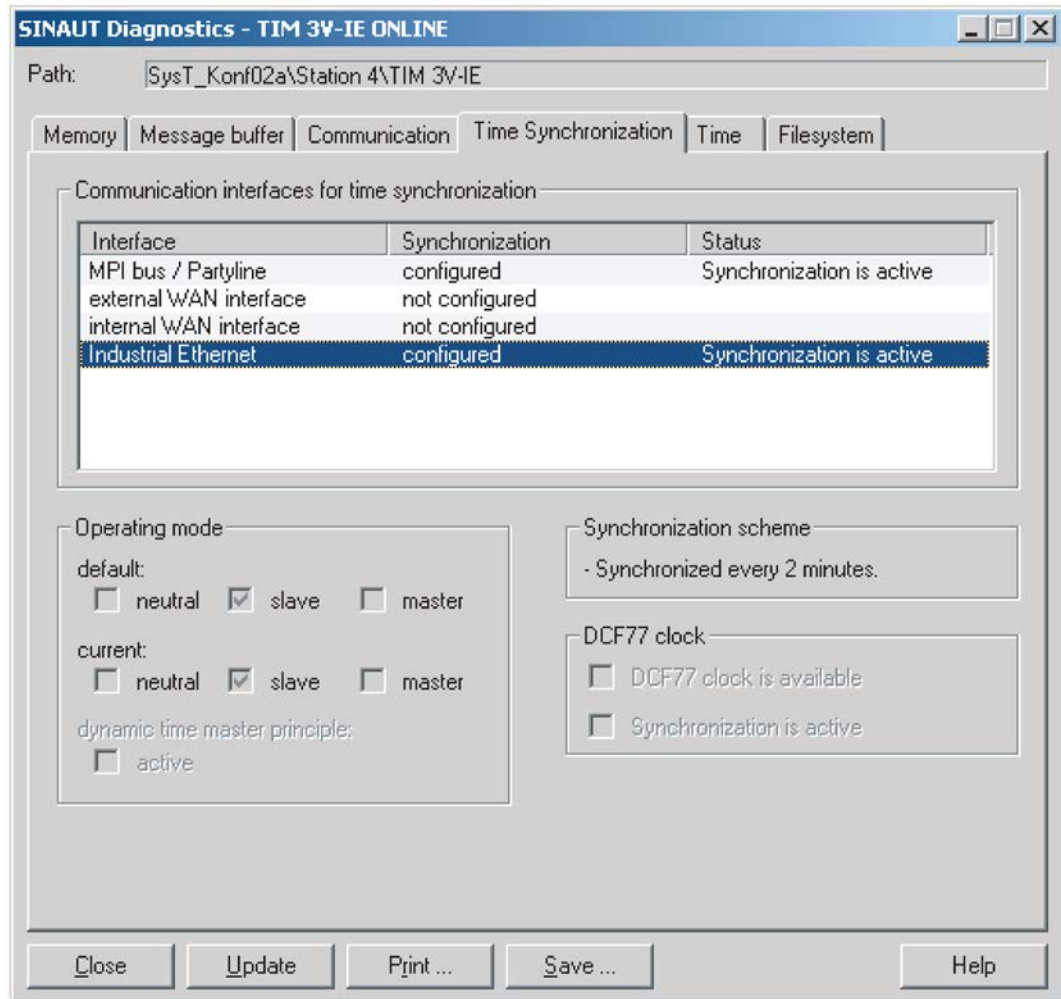 SINAUT Diagnostics - TIM 3V-IE ONLINE
Path: SysT_Konf02a\Station 4\TIM 3V-IE
Memory Message buffer Communication Time Synchronization Time Filesystem
Communication interfaces for time synchronization
Interface Synchronization Status
MPI bus / Partyline configured Synchronization is active
external WAN interface not configured
internal WAN interface not configured
Industrial Ethernet configured Synchronization is active
Operating mode
default:
neutral slave master
current:
neutral slave master
dynamic time master principle:
active
Synchronization scheme
- Synchronized every 2 minutes.
DCF77 clock
DCF77 clock is available
Synchronization is active
Close Update Print ... Save ... Help